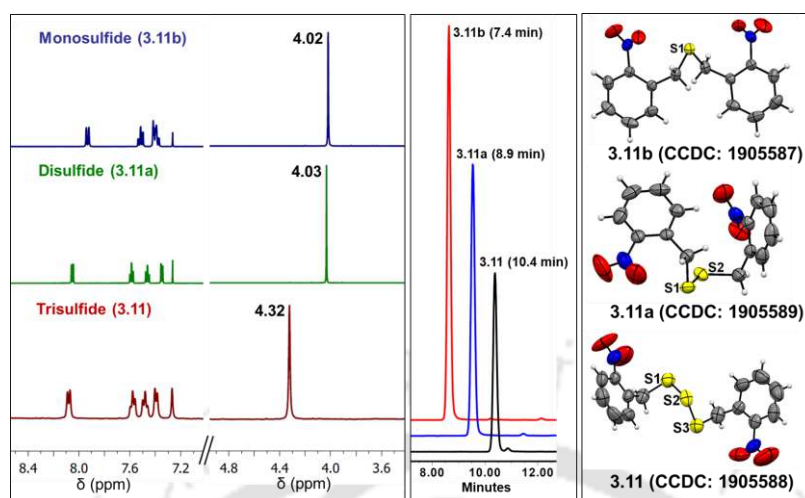 Monosulfide (3.11b)
4.02
Disulfide (3.11a)
4.03
Trisulfide (3.11)
4.32
8.4 8.0 7.6 7.2 4.8 4.4 4.0 3.6
δ (ppm) δ (ppm)
3.11b (7.4 min)
3.11a (8.9 min)
3.11 (10.4 min)
8.00 10.00 12.00
Minutes
S1
3.11b (CCDC: 1905587)
S2
S1
3.11a (CCDC: 1905589)
S1
S2
S3
3.11 (CCDC: 1905588)